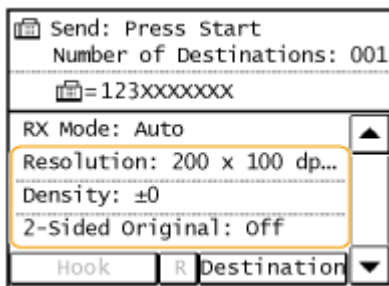 Send: Press Start
Number of Destinations: 001
=123XXXXXXX
RX Mode: Auto
Resolution: 200 x 100 dp...
Density: ±0
2-Sided Original: Off
Hook R Destination